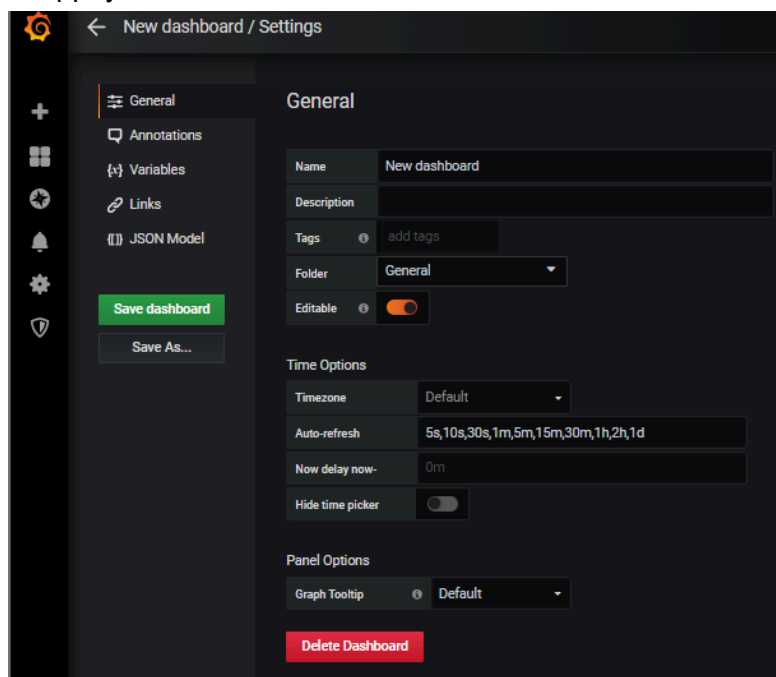 New dashboard / Settings
General
Annotations
{x} Variables
Links
{[]} JSON Model
Save dashboard
Save As...
General
Name New dashboard
Description
Tags add tags
Folder General
Editable
Time Options
Timezone Default
Auto-refresh 5s,10s,30s,1m,5m,15m,30m,1h,2h,1d
Now delay now- 0m
Hide time picker
Panel Options
Graph Tooltip Default
Delete Dashboard